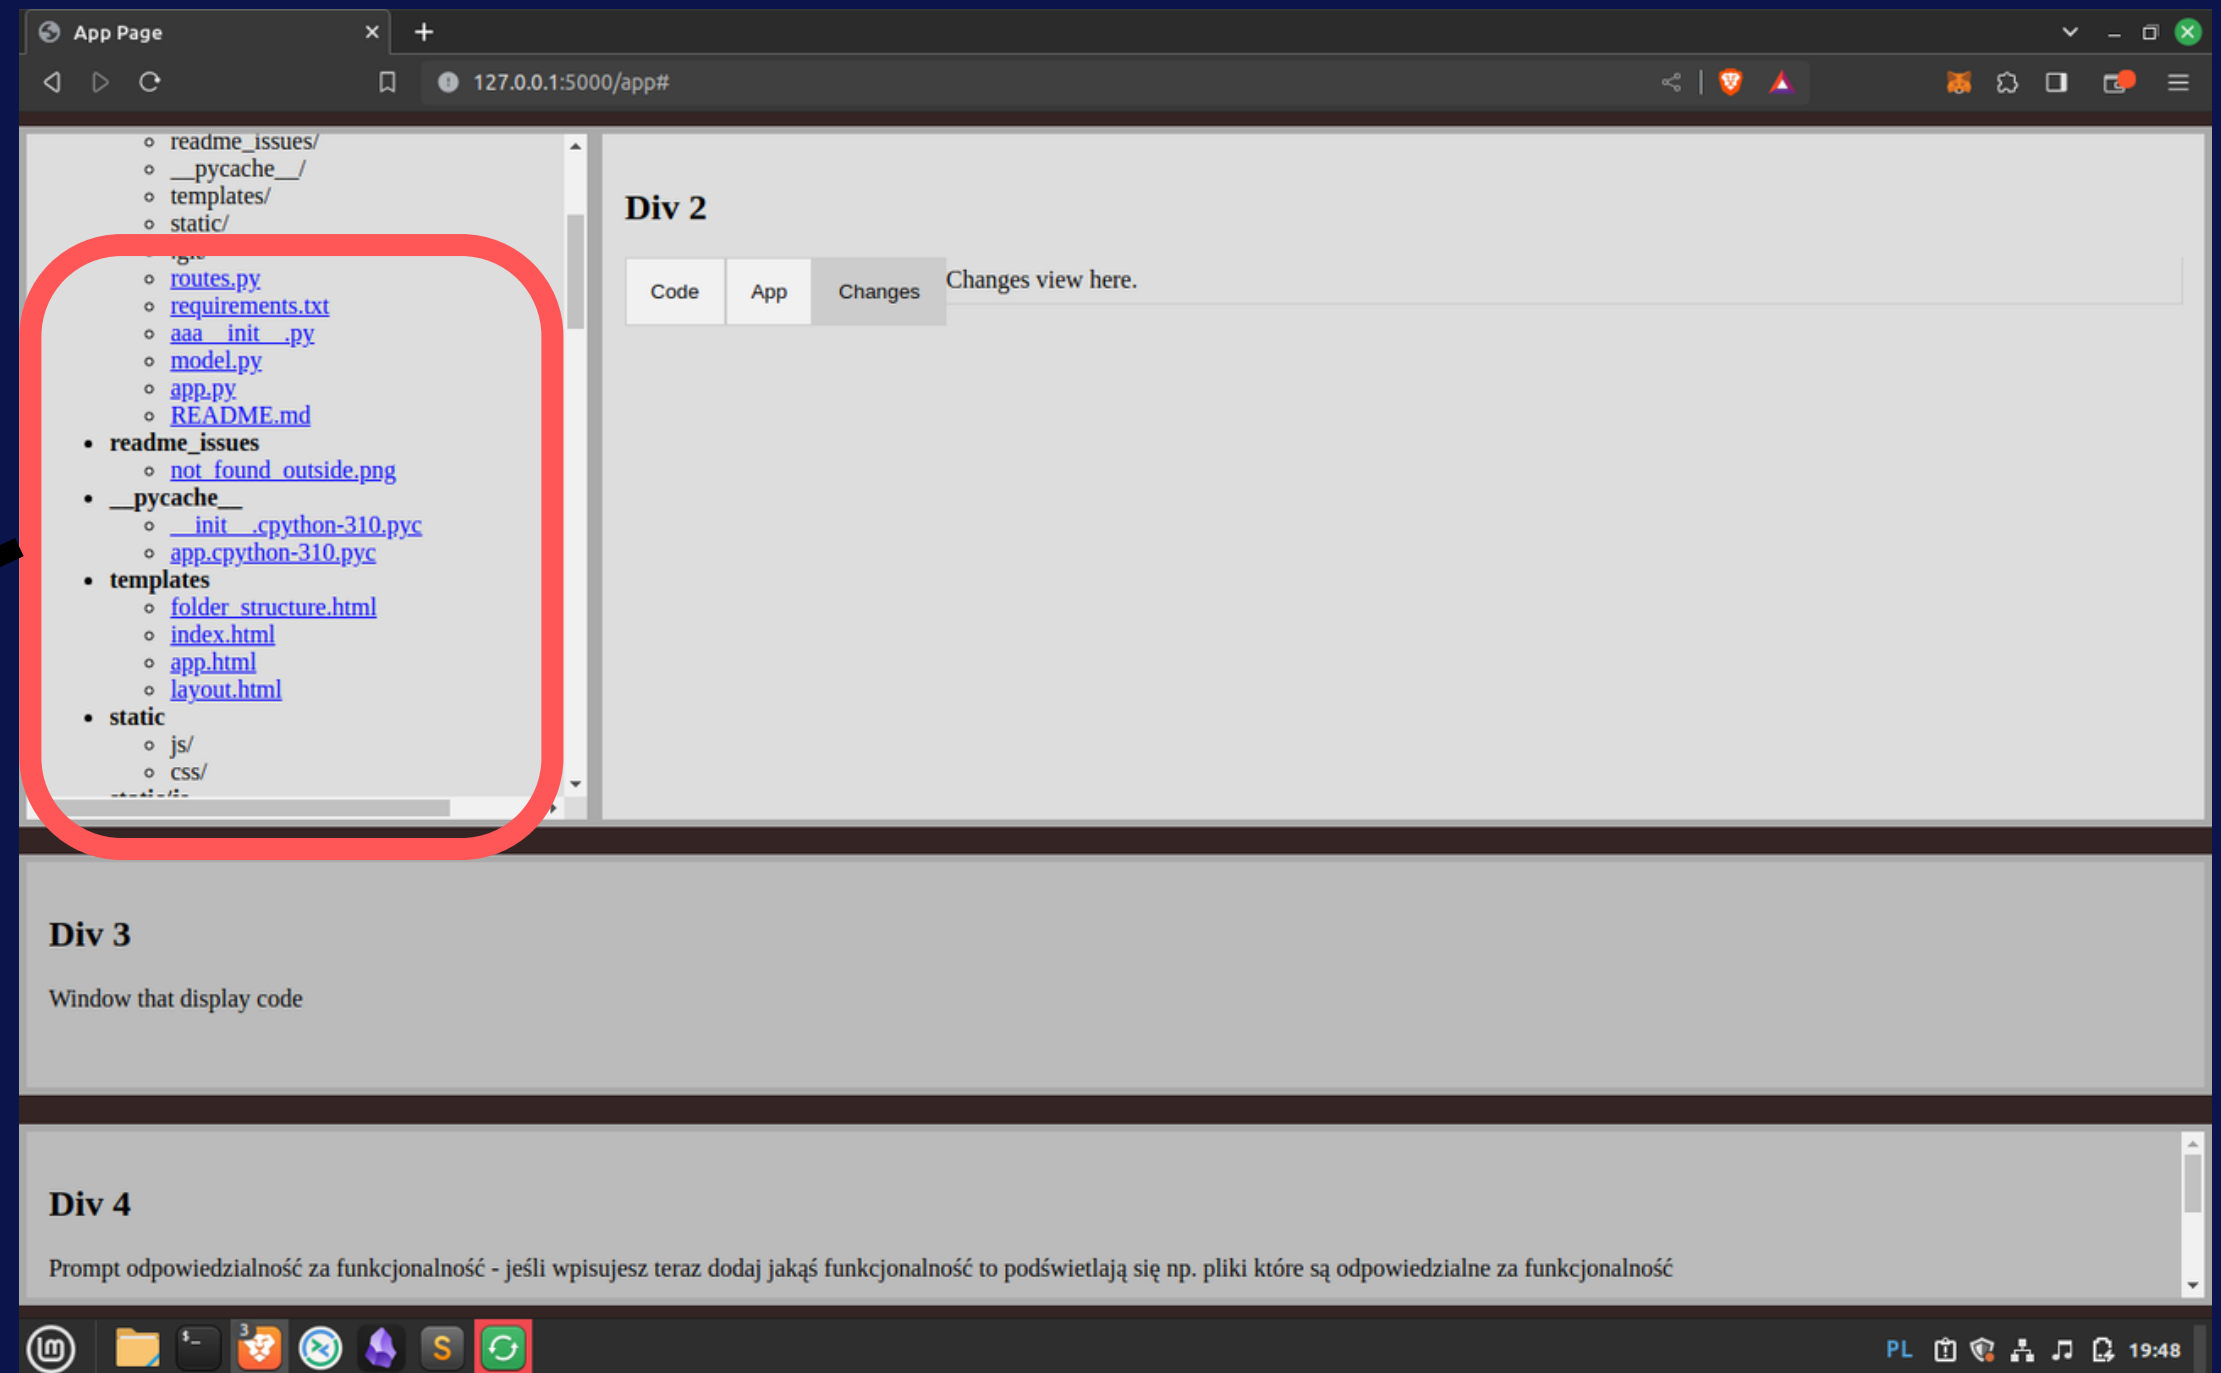 App Page
127.0.0.1:5000/app#
readme_issues/
__pycache__/
templates/
static/
routes.py
requirements.txt
aaa__init__.py
model.py
app.py
README.md
readme_issues
not_found_outside.png
__pycache__
__init__.cpython-310.pyc
app.cpython-310.pyc
templates
folder_structure.html
index.html
app.html
layout.html
static
js/
css/
Div 2
Code App Changes Changes view here.
Div 3
Window that display code
Div 4
Prompt odpowiedzialność za funkcjonalność - jeśli wpisujesz teraz dodaj jakąś funkcjonalność to podświetlają się np. pliki które są odpowiedzialne za funkcjonalność
3
PL 19:48